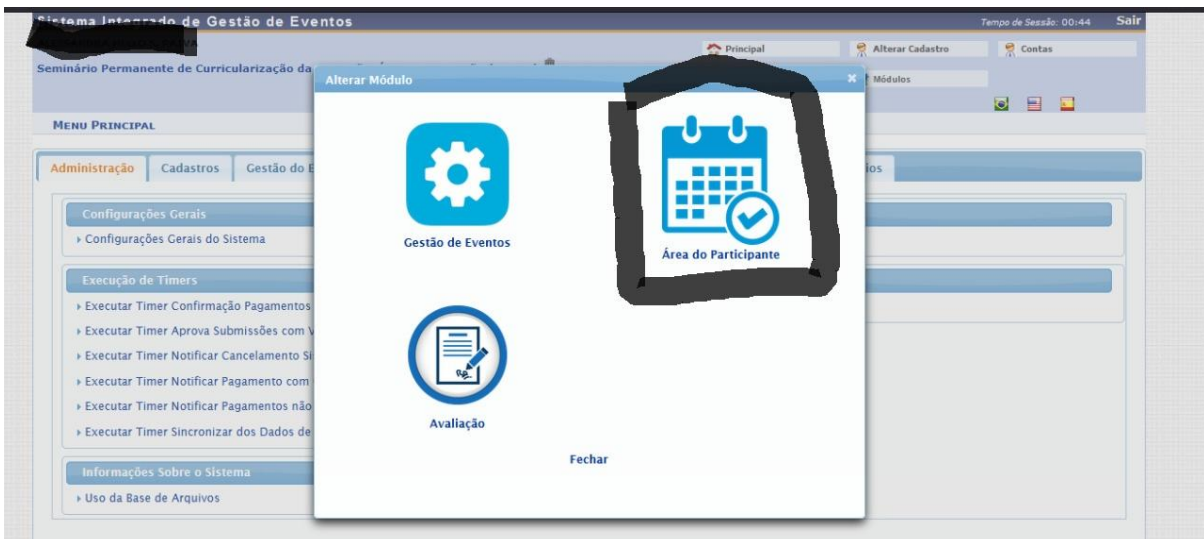 Sistema Integrado de Gestão de Eventos
Tempo de Sessão: 00:44 Sair
Seminário Permanente de Curricularização da
Principal
Alterar Cadastro
Contas
Módulos
MENU PRINCIPAL
Administração
Cadastros
Gestão do E
ios
Configurações Gerais
Configurações Gerais do Sistema
Execução de Timers
Executar Timer Confirmação Pagamentos
Executar Timer Aprova Submissões com V
Executar Timer Notificar Cancelamento Si
Executar Timer Notificar Pagamento com
Executar Timer Notificar Pagamentos não
Executar Timer Sincronizar dos Dados de
Informações Sobre o Sistema
Uso da Base de Arquivos
Alterar Módulo
Gestão de Eventos
Área do Participante
Avaliação
Fechar